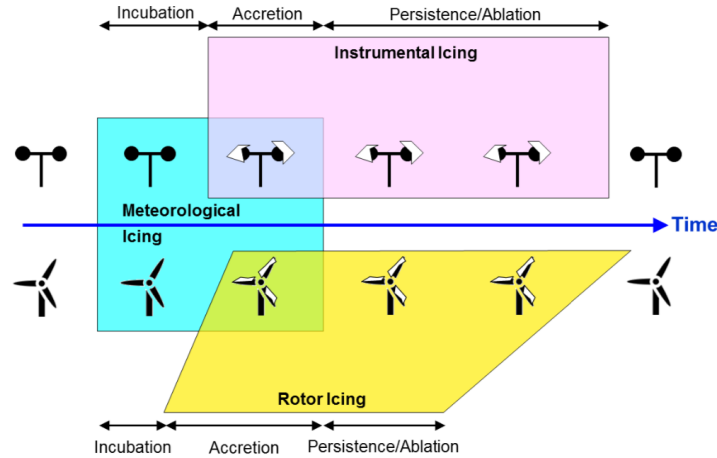 Incubation
Accretion
Persistence/Ablation
Instrumental Icing
Meteorological
Icing
Time
Rotor Icing
Incubation
Accretion
Persistence/Ablation